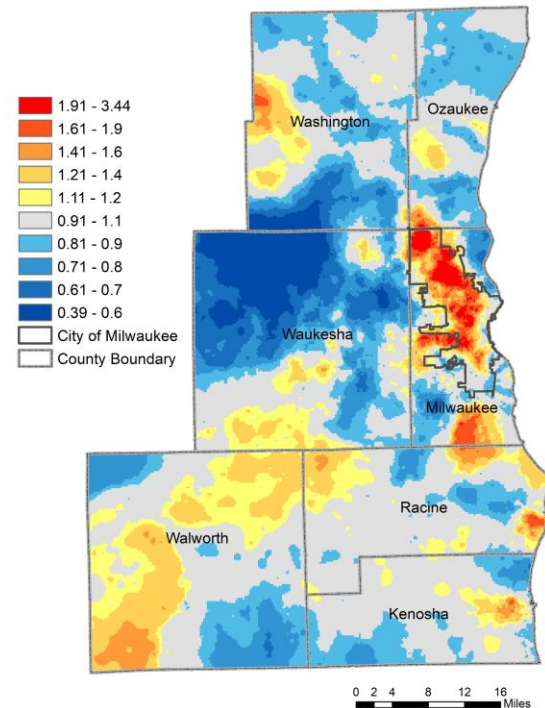 1.91 - 3.44
1.61 - 1.9
1.41 - 1.6
1.21 - 1.4
1.11 - 1.2
0.91 - 1.1
0.81 - 0.9
0.71 - 0.8
0.61 - 0.7
0.39 - 0.6
City of Milwaukee
County Boundary
Ozaukee
Washington
Waukesha
Milwaukee
Racine
Walworth
Kenosha
0 2 4 8 12 16
Miles